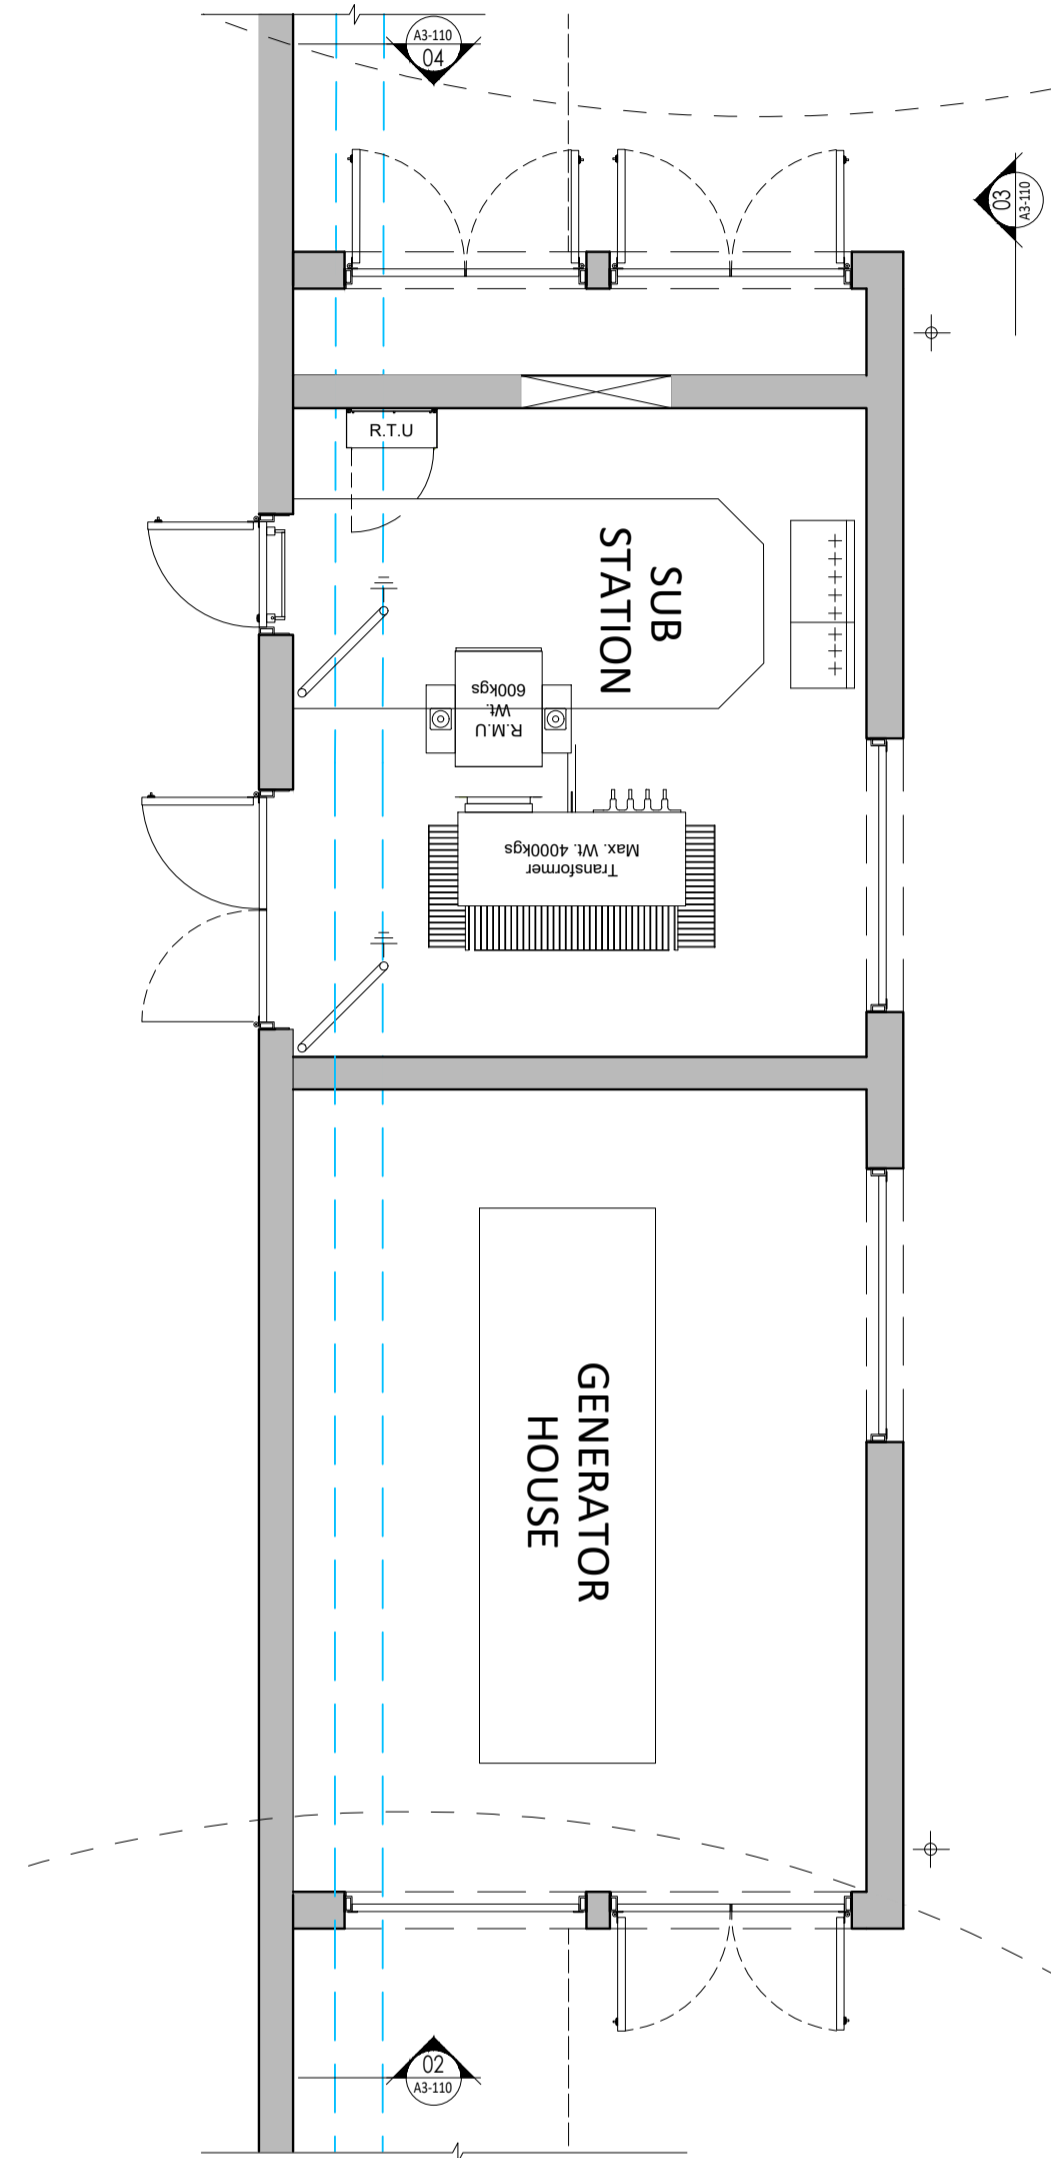 A3-110
04
03
A3-110
R.T.U
SUB
STATION
R.M.U
Wt.
600kgs
Transformer
Max. Wt. 4000kgs
GENERATOR
HOUSE
02
A3-110